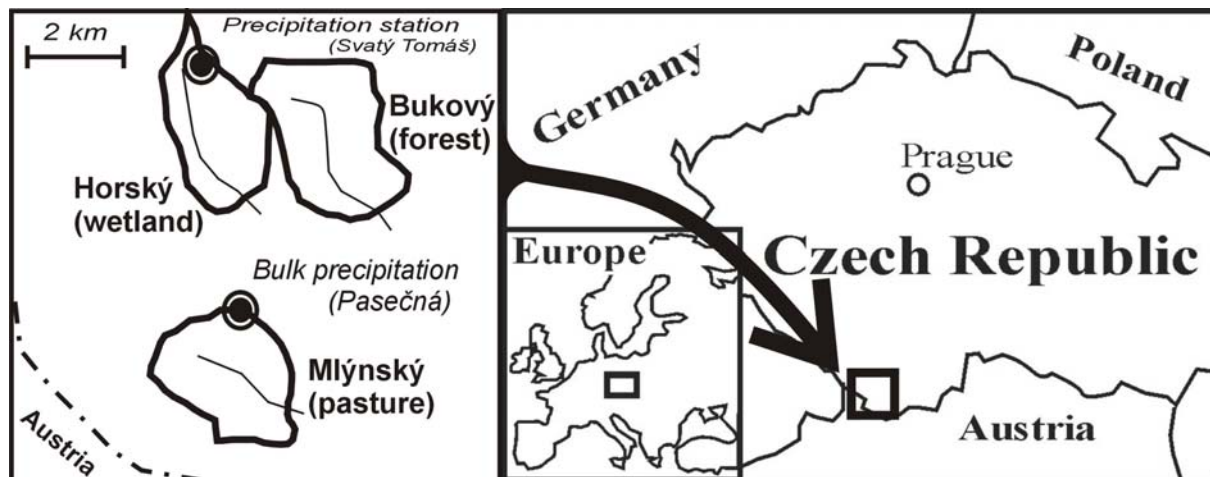 2 km
Precipitation station
(Svatý Tomáš)
Bukový
(forest)
Horský
(wetland)
Bulk precipitation
(Pasečná)
Mlýnský
(pasture)
Austria
Germany
Poland
Prague
Czech Republic
Europe
Austria